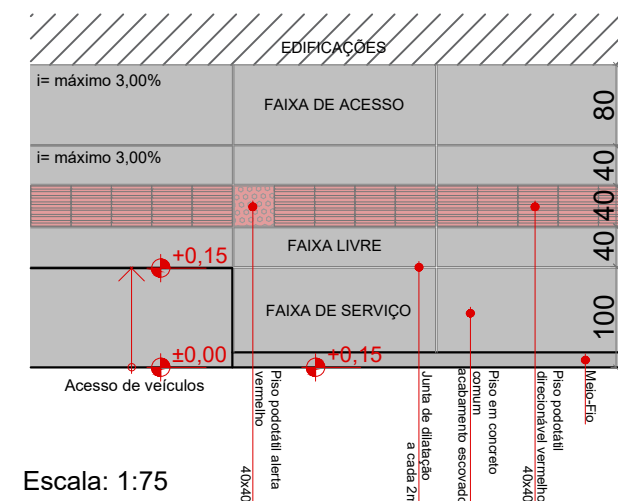 EDIFICAÇÕES
i= máximo 3,00%
FAIXA DE ACESSO
80
i= máximo 3,00%
40
40
FAIXA LIVRE
40
+0,15
FAIXA DE SERVIÇO
100
±0,00
+0,15
Acesso de veículos
Piso podotátil alerta
vermelho
40x40
Junta de dilatação
a cada 2m
Piso em concreto
comum
acabamento escovado
Piso podotátil
direcionável vermelho
40x40
Meio-Fio
Escala: 1:75